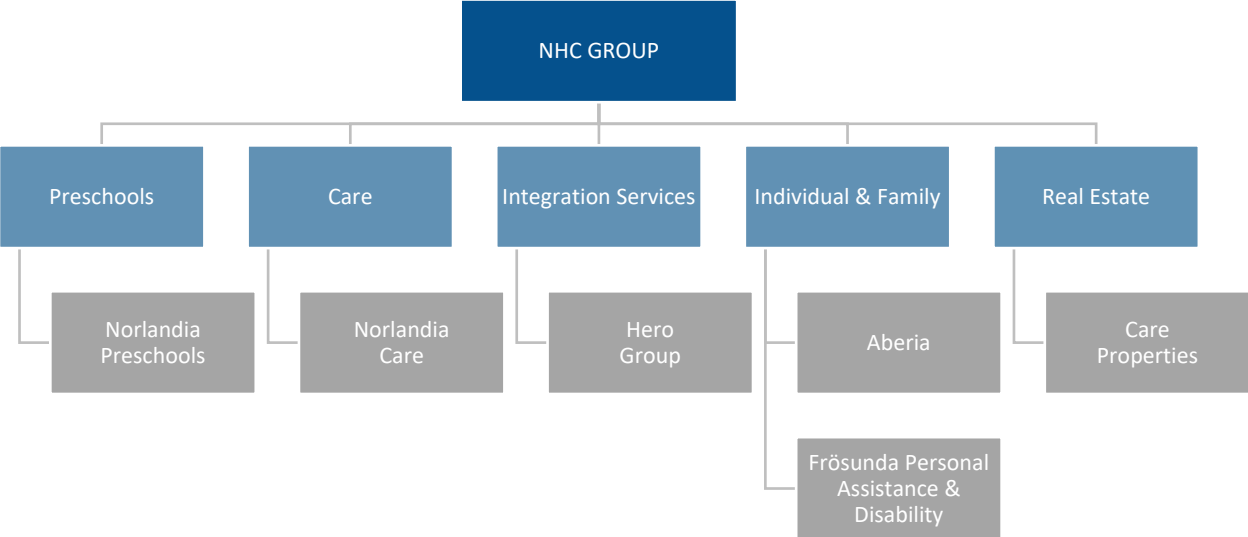 NHC GROUP
Preschools
Care
Integration Services
Individual & Family
Real Estate
Norlandia
Preschools
Norlandia
Care
Hero
Group
Aberia
Care
Properties
Frösunda Personal
Assistance &
Disability